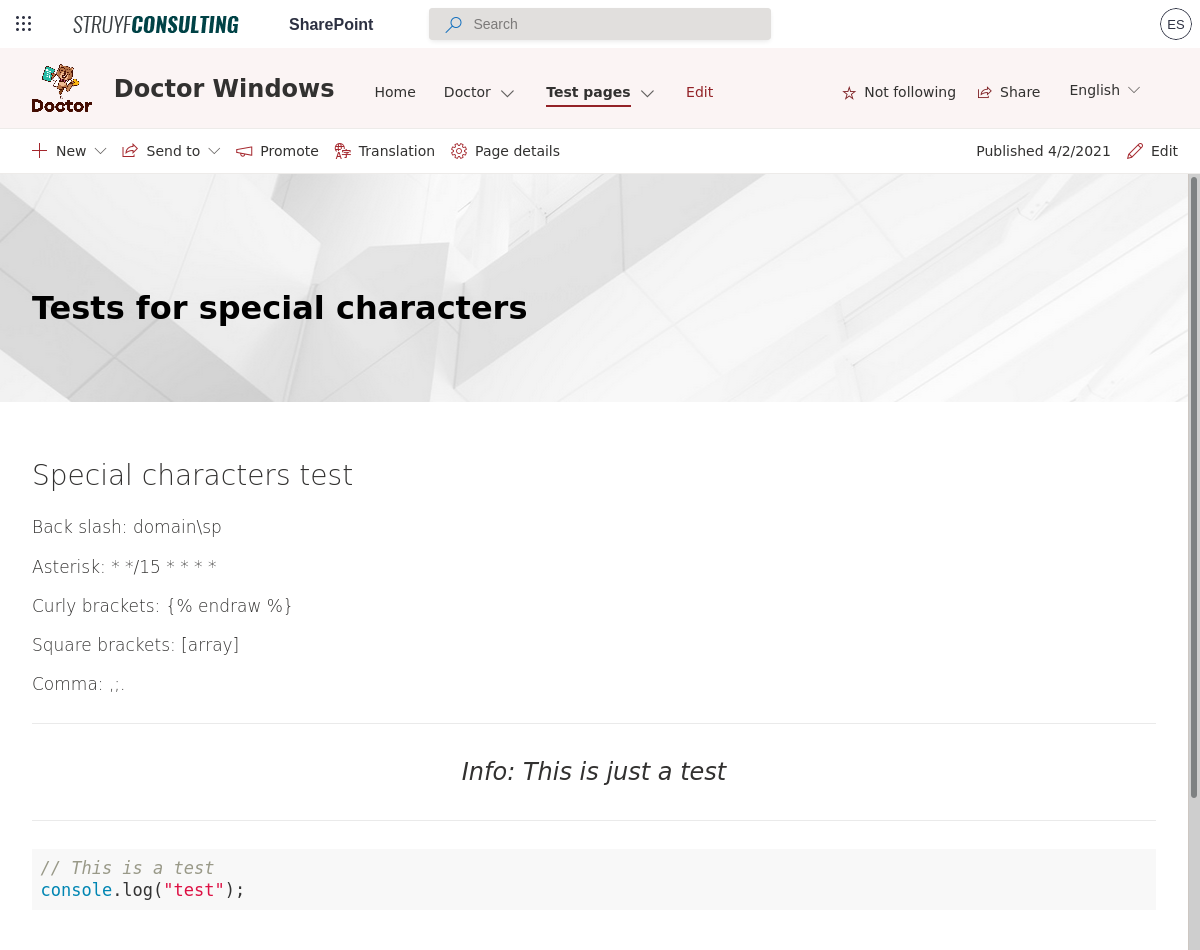 STRUYFCONSULTING SharePoint Search ES
Doctor
Doctor Windows Home Doctor Test pages Edit Not following Share English
New Send to Promote Translation Page details Published 4/2/2021 Edit
Tests for special characters
Special characters test
Back slash: domain\sp
Asterisk: * */15 * * * *
Curly brackets: {% endraw %}
Square brackets: [array]
Comma: ,;.
Info: This is just a test
// This is a test
console.log("test");